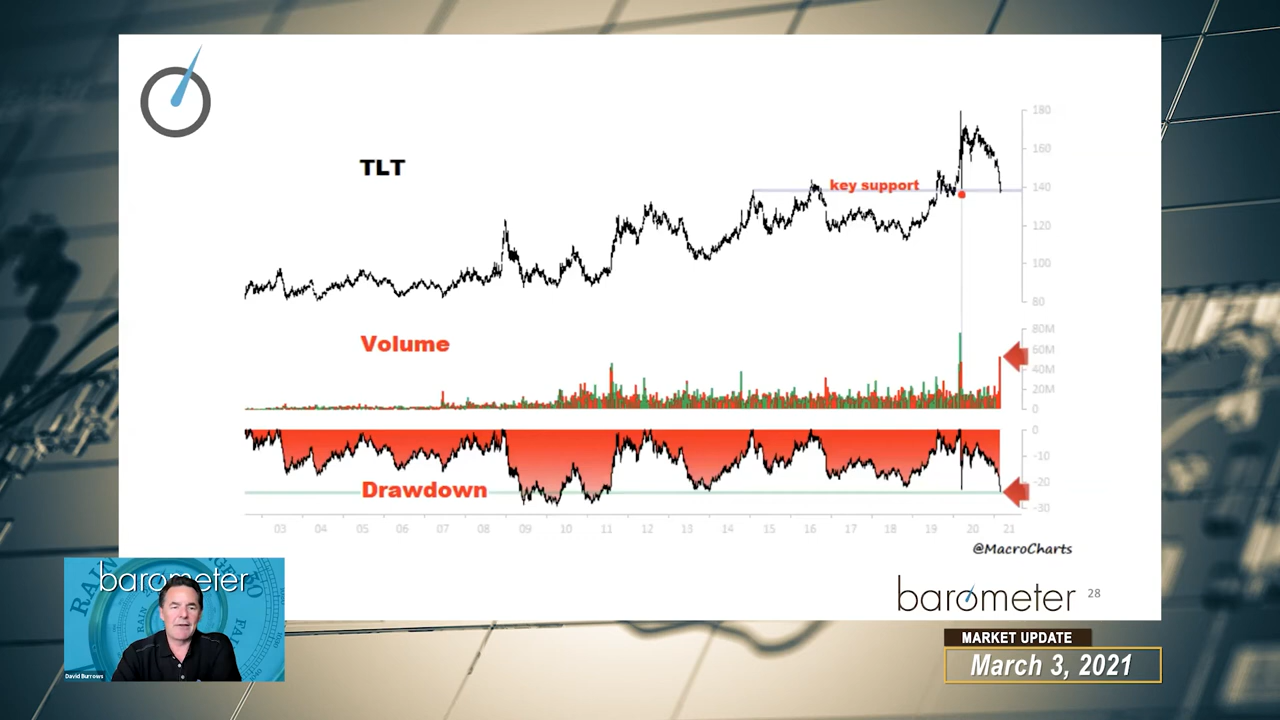 TLT
180
160
140
120
100
80
key support
Volume
80M
60M
40M
20M
0
Drawdown
0
-10
-20
-30
03 04 05 06 07 08 09 10 11 12 13 14 15 16 17 18 19 20 21
@MacroCharts
barometer 28
barometer
RAIN
David Burrows
MARKET UPDATE
March 3, 2021